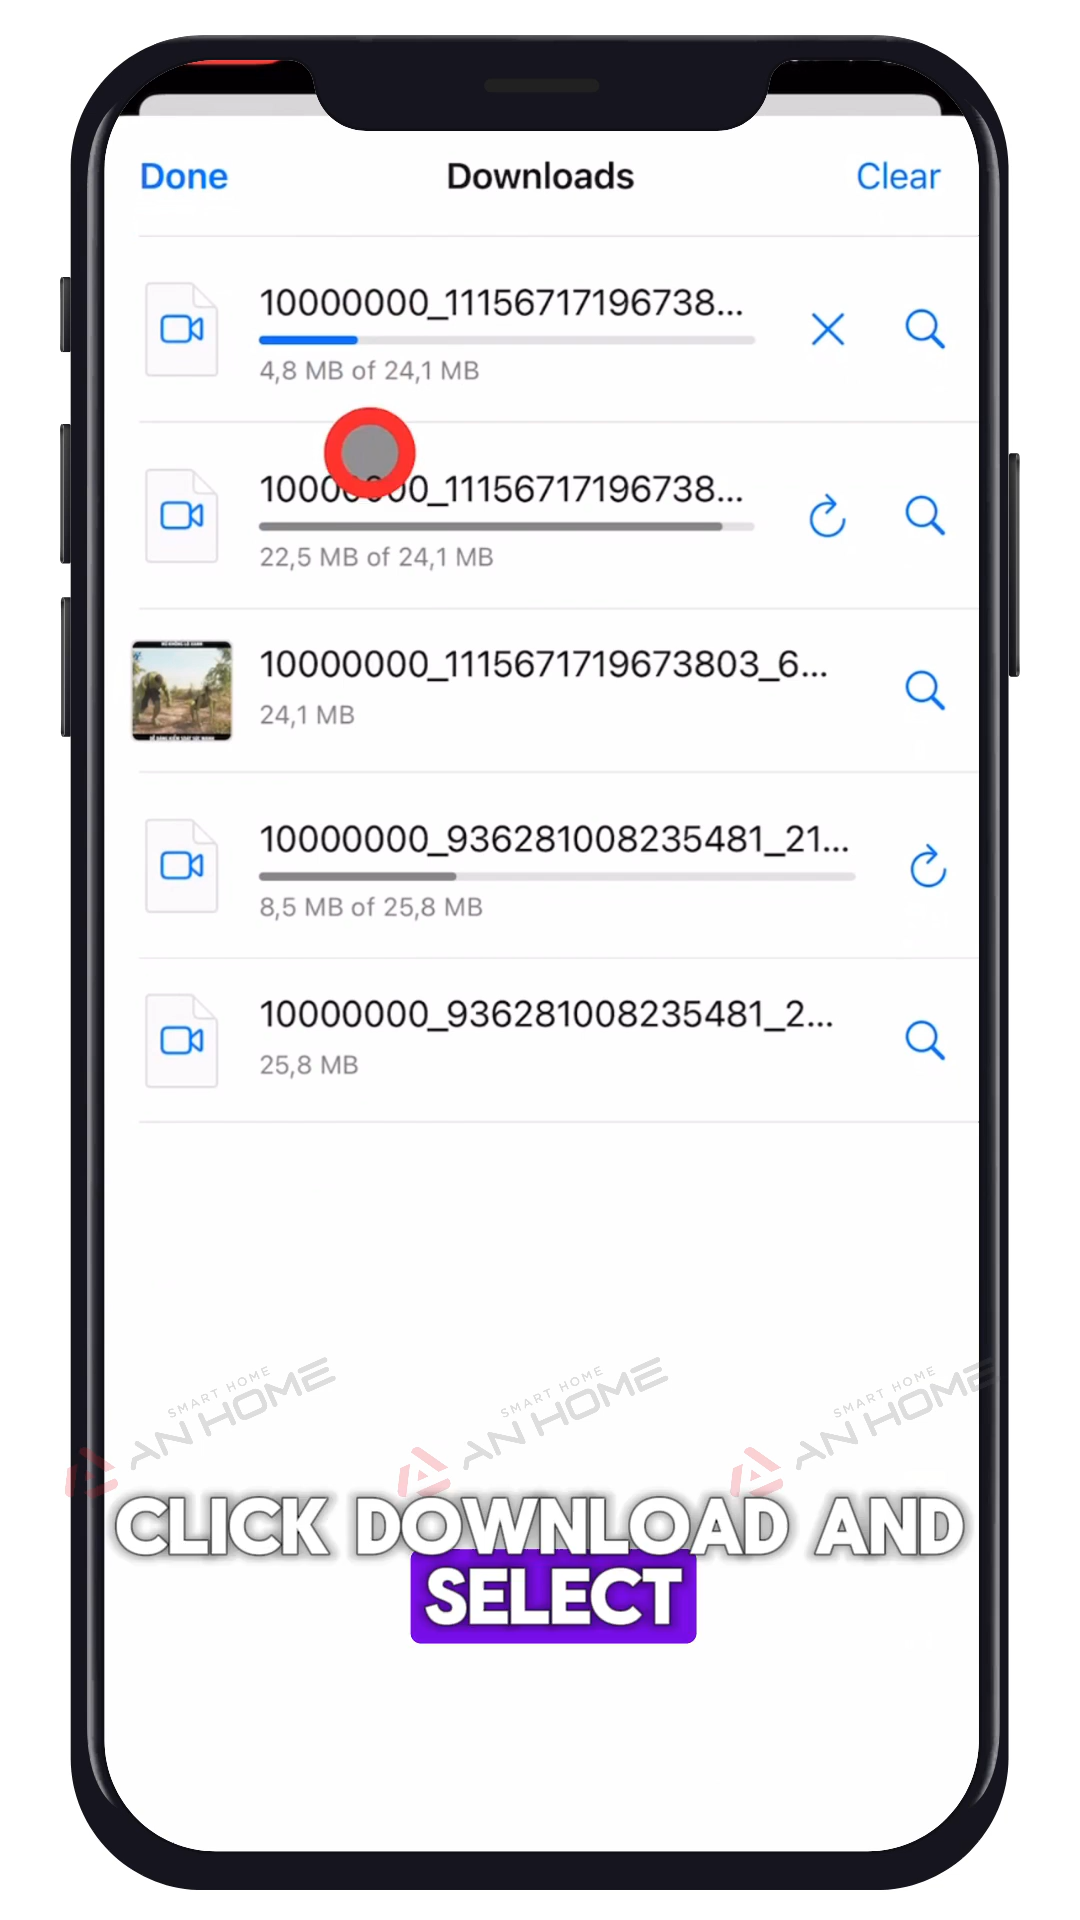 Done
Downloads
Clear
10000000_11156717196738...
4,8 MB of 24,1 MB
10000000_11156717196738...
22,5 MB of 24,1 MB
10000000_1115671719673803_6...
24,1 MB
10000000_936281008235481_21...
8,5 MB of 25,8 MB
10000000_936281008235481_2...
25,8 MB
SMART HOME
AN HOME
SMART HOME
AN HOME
SMART HOME
AN HOME
CLICK DOWNLOAD AND
SELECT